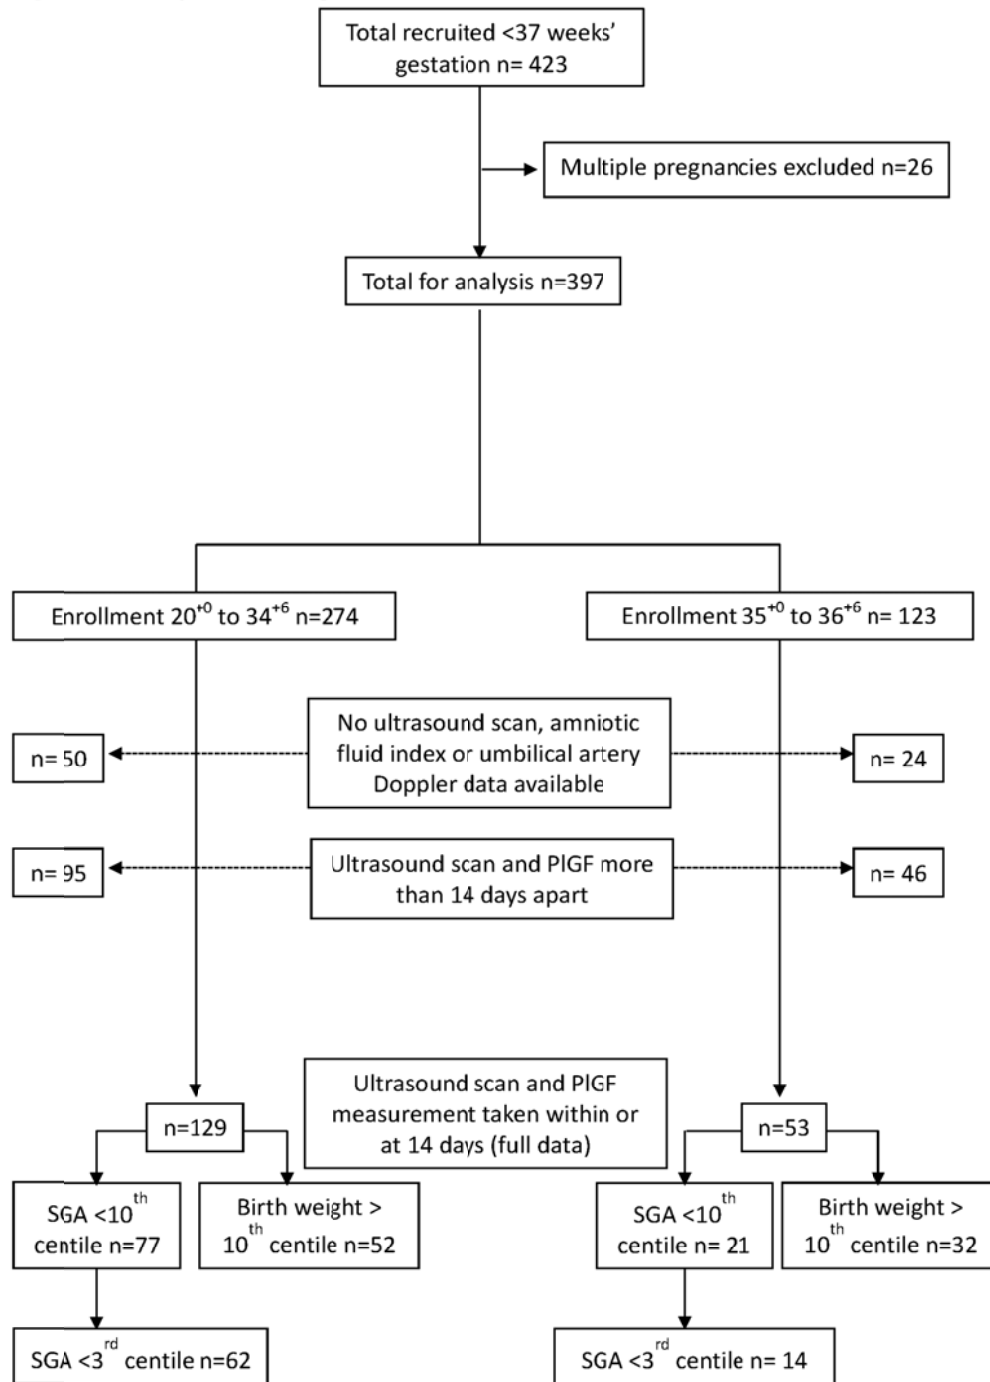 Total recruited <37 weeks'
gestation n= 423
Multiple pregnancies excluded n=26
Total for analysis n=397
Enrollment 20⁺⁰ to 34⁺⁶ n=274
Enrollment 35⁺⁰ to 36⁺⁶ n= 123
No ultrasound scan, amniotic
fluid index or umbilical artery
Doppler data available
n= 50
n= 24
Ultrasound scan and PlGF more
than 14 days apart
n= 95
n= 46
Ultrasound scan and PlGF
measurement taken within or
at 14 days (full data)
n=129
n=53
SGA <10th
centile n=77
Birth weight >
10th centile n=52
SGA <10th
centile n= 21
Birth weight >
10th centile n=32
SGA <3rd centile n=62
SGA <3rd centile n= 14